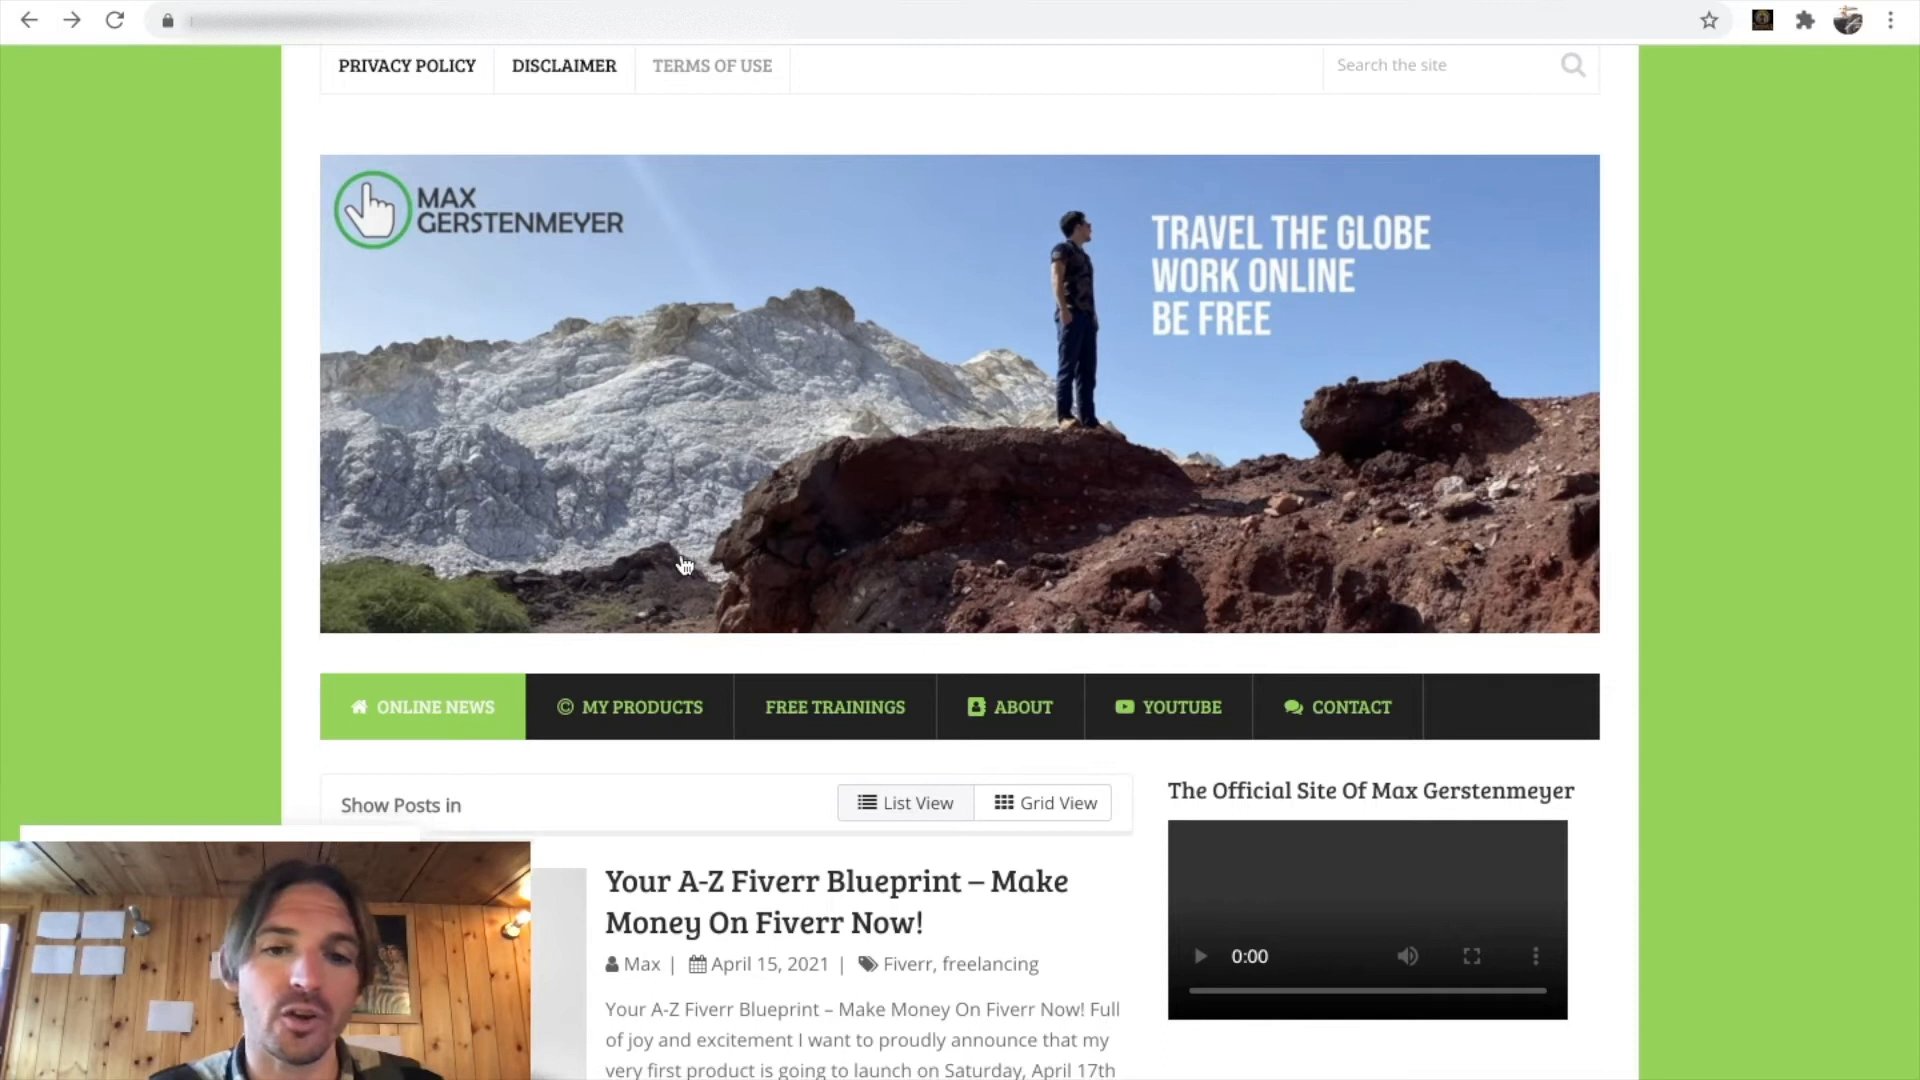 PRIVACY POLICY
DISCLAIMER
TERMS OF USE
Search the site
MAX
GERSTENMEYER
TRAVEL THE GLOBE
WORK ONLINE
BE FREE
ONLINE NEWS
MY PRODUCTS
FREE TRAININGS
ABOUT
YOUTUBE
CONTACT
Show Posts in
List View
Grid View
The Official Site Of Max Gerstenmeyer
0:00
Your A-Z Fiverr Blueprint – Make
Money On Fiverr Now!
Max | April 15, 2021 | Fiverr, freelancing
Your A-Z Fiverr Blueprint – Make Money On Fiverr Now! Full
of joy and excitement I want to proudly announce that my
very first product is going to launch on Saturday, April 17th